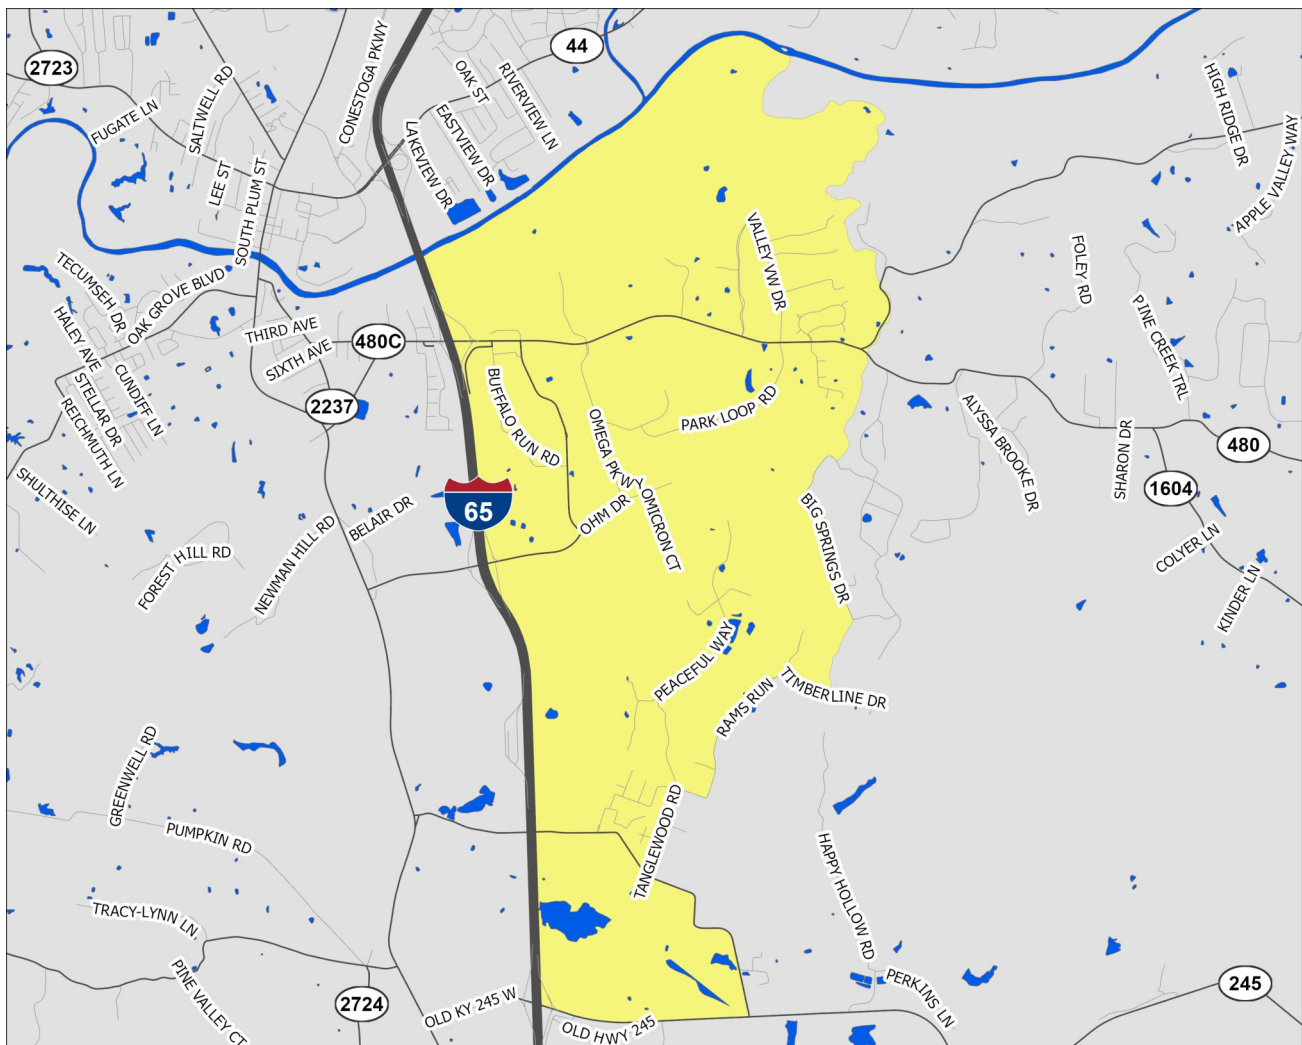 2723
FUGATE LN
SALTWELL RD
LEE ST
SOUTH PLUM ST
CONESTOGA PKWY
44
OAK ST
RIVERVIEW LN
EASTVIEW DR
LAKEVIEW DR
HIGH RIDGE DR
APPLE VALLEY WAY
TECUMSEH DR
OAK GROVE BLVD
HALEY AVE
THIRD AVE
SIXTH AVE
480C
2237
CUNDIFF LN
STELLAR DR
REICHMUTH LN
SHULTHISE LN
VALLEY VW DR
FOLEY RD
PINE CREEK TRL
BUFFALO RUN RD
OMEGA PKWY
PARK LOOP RD
ALYSSA BROOKE DR
SHARON DR
480
1604
65
BELAIR DR
NEWMAN HILL RD
FOREST HILL RD
OHM DR
OMICRON CT
BIG SPRINGS DR
COLYER LN
KINDER LN
PEACEFUL WAY
RAMS RUN
TIMBERLINE DR
GREENWELL RD
PUMPKIN RD
TANGLEWOOD RD
HAPPY HOLLOW RD
TRACY-LYNN LN
PINE VALLEY CT
2724
OLD KY 245 W
OLD HWY 245
PERKINS LN
245